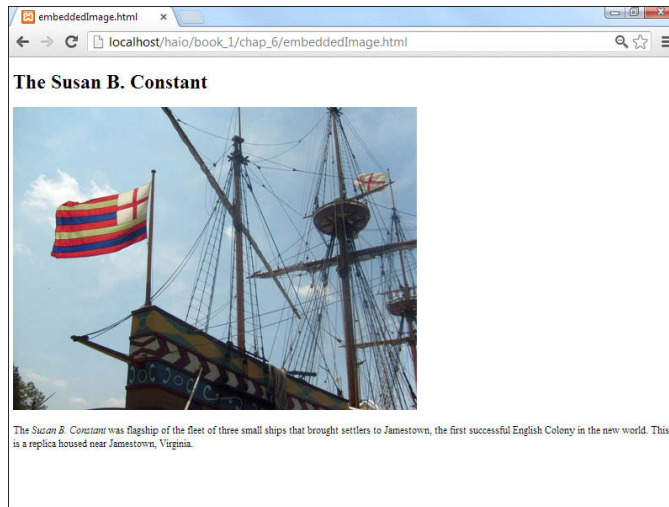 embeddedImage.html
localhost/haio/book_1/chap_6/embeddedImage.html
The Susan B. Constant
The Susan B. Constant was flagship of the fleet of three small ships that brought settlers to Jamestown, the first successful English Colony in the new world. This
is a replica housed near Jamestown, Virginia.